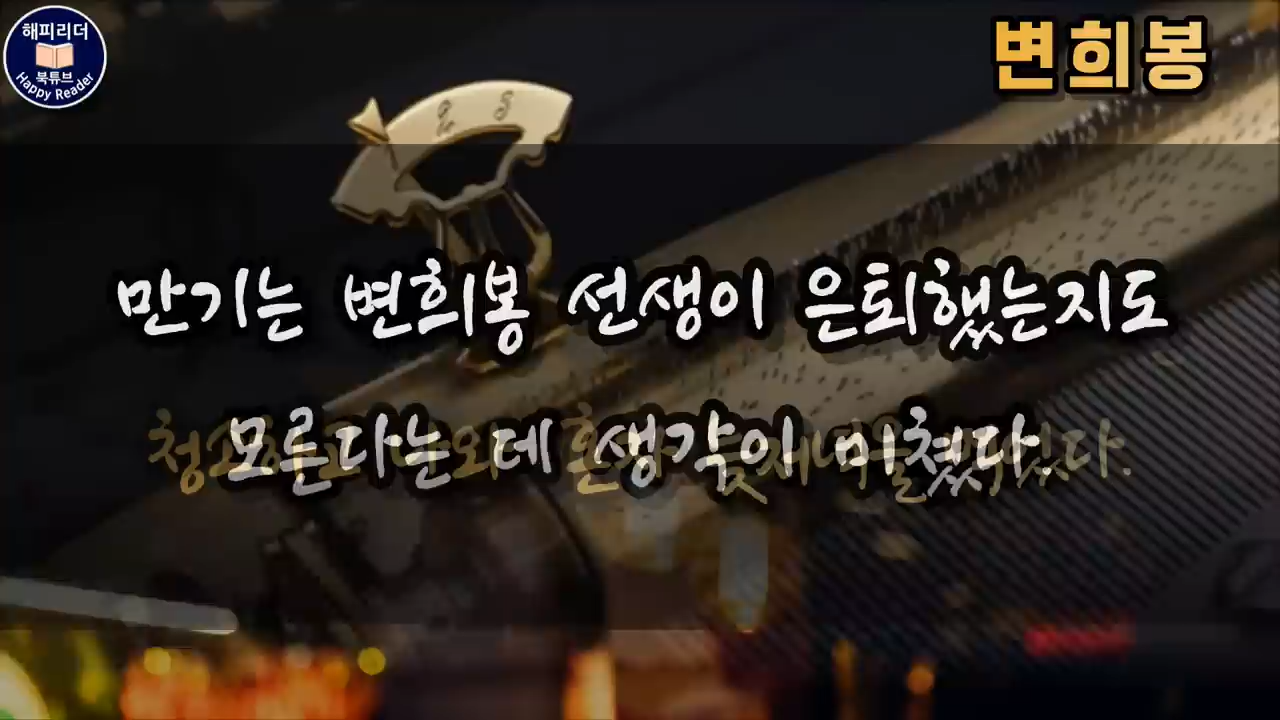 해피리더
북튜브
Happy Reader
변희봉
만기는 변희봉 선생이 은퇴했는지도
모른다는 데 생각이 미쳤다.